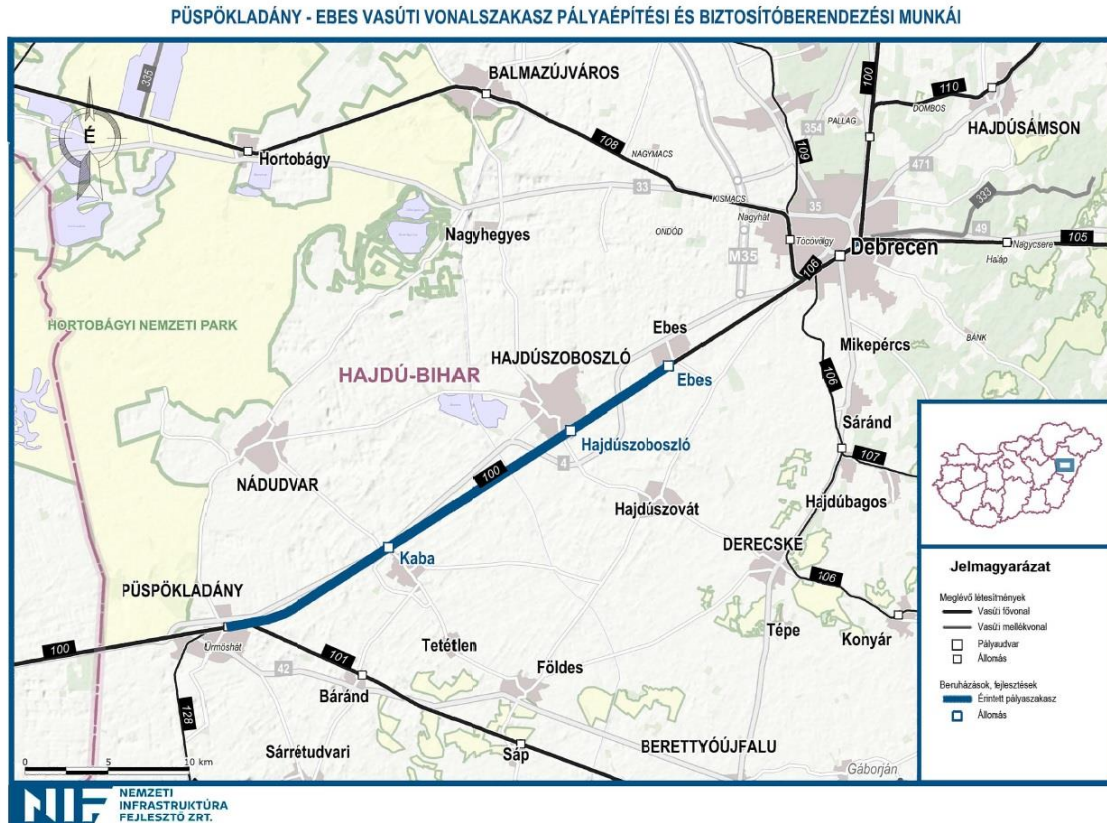 PÜSPÖKLADÁNY - EBES VASÚTI VONALSZAKASZ PÁLYAÉPÍTÉSI ÉS BIZTOSÍTÓBERENDEZÉSI MUNKÁI
335
É
Hortobágy
BALMAZÚJVÁROS
108
NAGYMACS
33
KISMACS
Nagyhát
ONDÓD
109
354
PALLAG
100
DOMBOS
110
HAJDÚSÁMSON
471
333
35
Tócóvölgy
Debrecen
49
Nagycsere
Haláp
105
M35
106
Nagyhegyes
HORTOBÁGYI NEMZETI PARK
HAJDÚ-BIHAR
HAJDÚSZOBOSZLÓ
Ebes
Ebes
Mikepércs
BÁNK
106
Sáránd
107
Hajdúbagos
Hajdúszoboszló
4
100
NÁDUDVAR
Hajdúszovát
DERECSKE
106
Kaba
PÜSPÖKLADÁNY
Ürmöshát
100
Tépe
Konyár
Tetétlen
Földes
101
42
Báránd
128
Sárrétudvari
Sáp
BERETTYÓÚJFALU
Gáborján
0 5 10 km
Jelmagyarázat
Meglévő létesítmények
Vasúti fővonal
Vasúti mellékvonal
Pályaudvar
Állomás
Beruházások, fejlesztések
Érintett pályaszakasz
Állomás
NIF NEMZETI
INFRASTRUKTÚRA
FEJLESZTŐ ZRT.